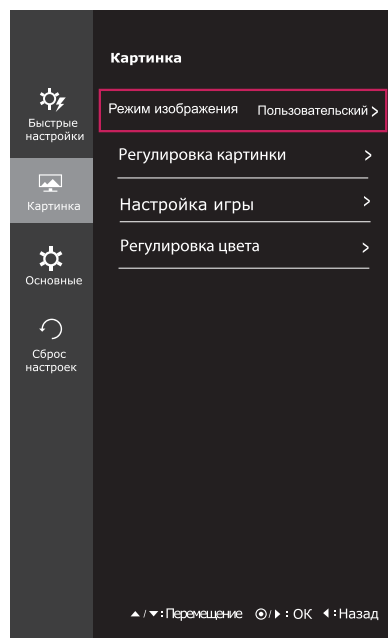 Картинка
Быстрые
настройки
Картинка
Основные
Сброс
настроек
Режим изображения Пользовательский >
Регулировка картинки >
Настройка игры >
Регулировка цвета >
▲ / ▼ : Перемещение ⊙ / ▶ : OK ◀ : Назад